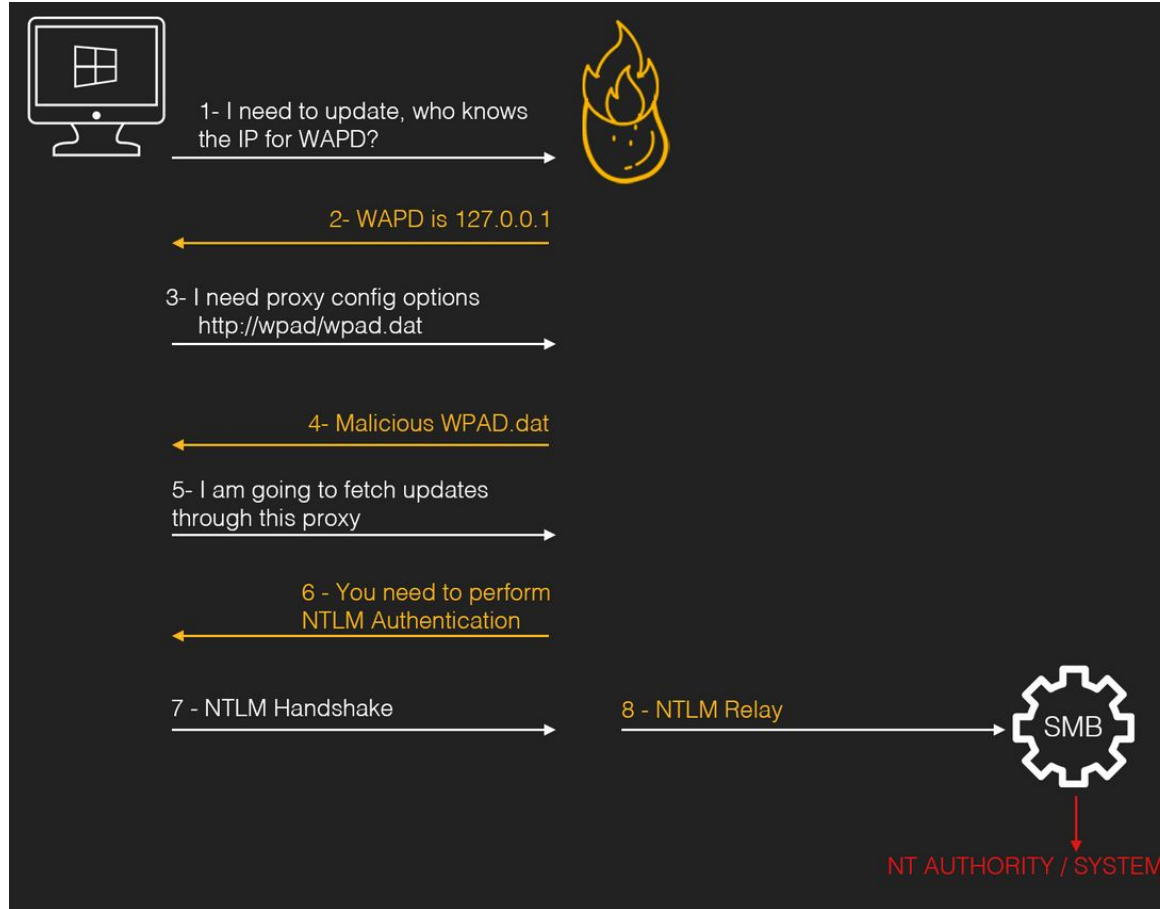 1- I need to update, who knows
the IP for WAPD?
2- WAPD is 127.0.0.1
3- I need proxy config options
http://wpad/wpad.dat
4- Malicious WPAD.dat
5- I am going to fetch updates
through this proxy
6 - You need to perform
NTLM Authentication
7 - NTLM Handshake
8 - NTLM Relay
SMB
NT AUTHORITY / SYSTEM